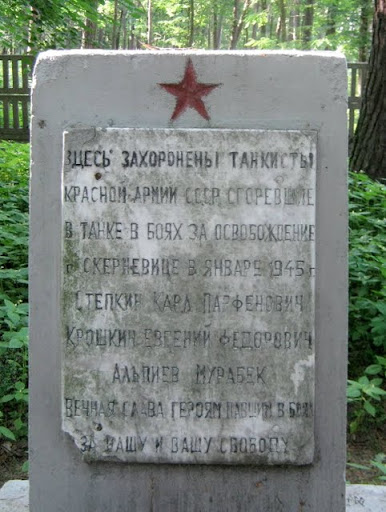 ЗДЕСЬ ЗАХОРОНЕНЫ ТАНКИСТЫ
КРАСНОЙ АРМИИ СССР СГОРЕВШИЕ
В ТАНКЕ В БОЯХ ЗА ОСВОБОЖДЕНИЕ
Г. СКЕРНЕВИЦЕ В ЯНВАРЕ 1945 Г
СТЕПКИН КАРЛ ПАРФЕНОВИЧ
КРОШКИН ЕВГЕНИЙ ФЕДОРОВИЧ
АЛЬПИЕВ МУРАБЕК
ВЕЧНАЯ СЛАВА ГЕРОЯМ ПАВШИМ В БОЯХ
ЗА НАШУ И ВАШУ СВОБОДУ